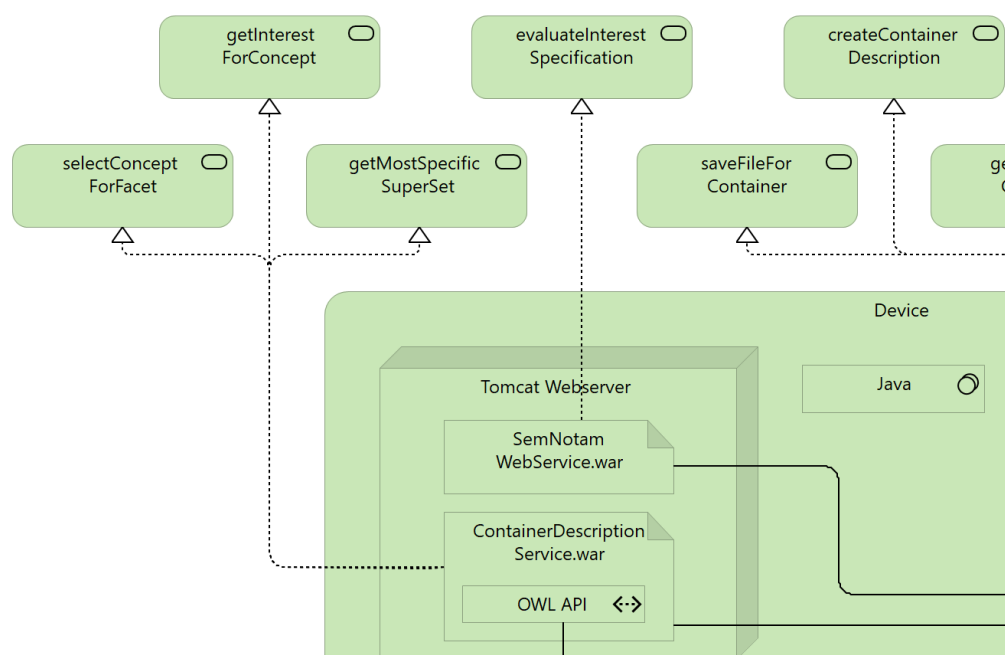 getInterest
ForConcept
evaluateInterest
Specification
createContainer
Description
selectConcept
ForFacet
getMostSpecific
SuperSet
saveFileFor
Container
Device
Tomcat Webserver
Java
SemNotam
WebService.war
ContainerDescription
Service.war
OWL API